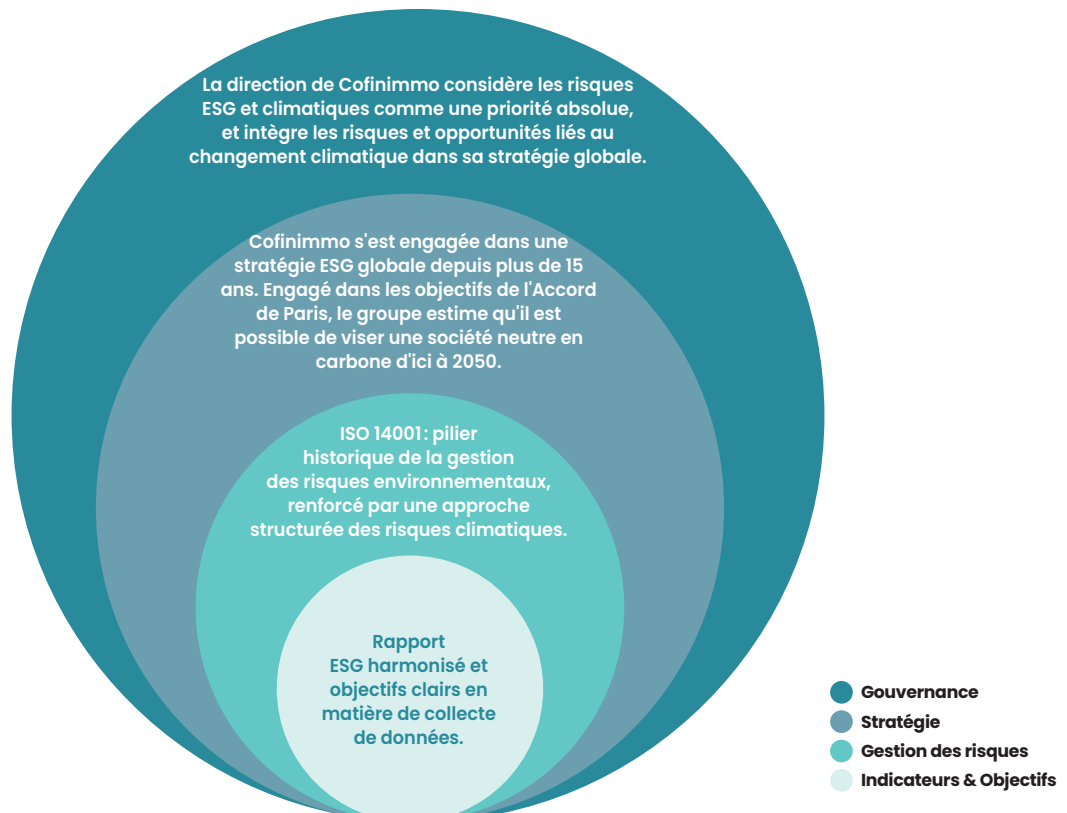 La direction de Cofinimmo considère les risques
ESG et climatiques comme une priorité absolue,
et intègre les risques et opportunités liés au
changement climatique dans sa stratégie globale.
Cofinimmo s'est engagée dans une
stratégie ESG globale depuis plus de 15
ans. Engagé dans les objectifs de l'Accord
de Paris, le groupe estime qu'il est
possible de viser une société neutre en
carbone d'ici à 2050.
ISO 14001 : pilier
historique de la gestion
des risques environnementaux,
renforcé par une approche
structurée des risques climatiques.
Rapport
ESG harmonisé et
objectifs clairs en
matière de collecte
de données.
Gouvernance
Stratégie
Gestion des risques
Indicateurs & Objectifs